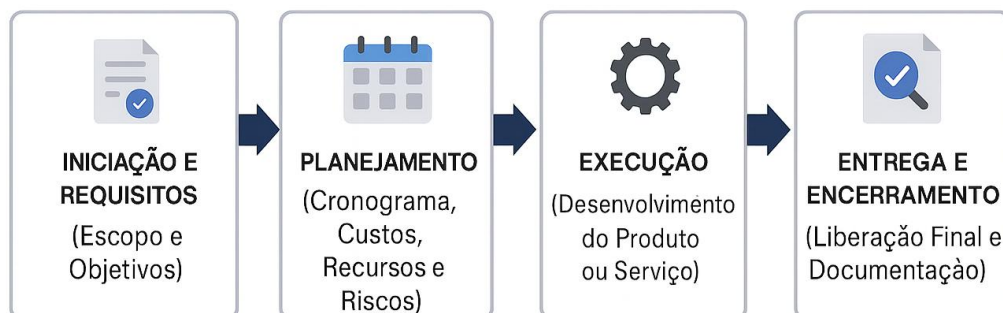 INICIAÇÃO E
REQUISITOS
(Escopo e
Objetivos)
PLANEJAMENTO
(Cronograma,
Custos,
Recursos e
Riscos)
EXECUÇÃO
(Desenvolvimento
do Produto
ou Serviço)
ENTREGA E
ENCERRAMENTO
(Liberação Final e
Documentaçào)